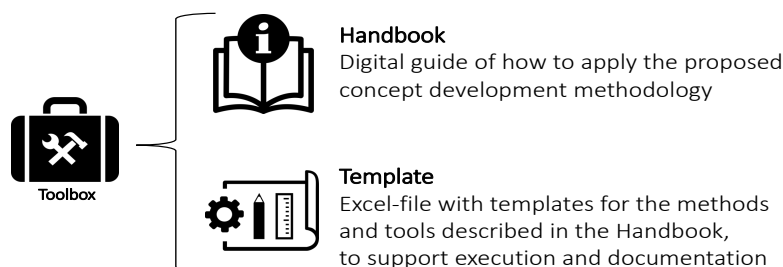 Handbook
Digital guide of how to apply the proposed
concept development methodology
Toolbox
Template
Excel-file with templates for the methods
and tools described in the Handbook,
to support execution and documentation